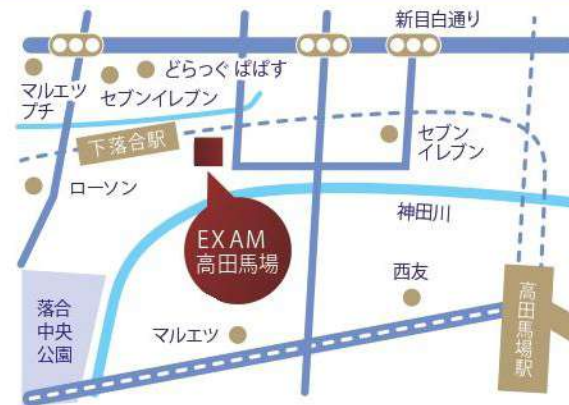 新目白通り
どらっぐ ぱぱす
マルエツ
プチ
セブンイレブン
下落合駅
セブン
イレブン
ローソン
神田川
EXAM
高田馬場
西友
高田馬場駅
落合
中央
公園
マルエツ